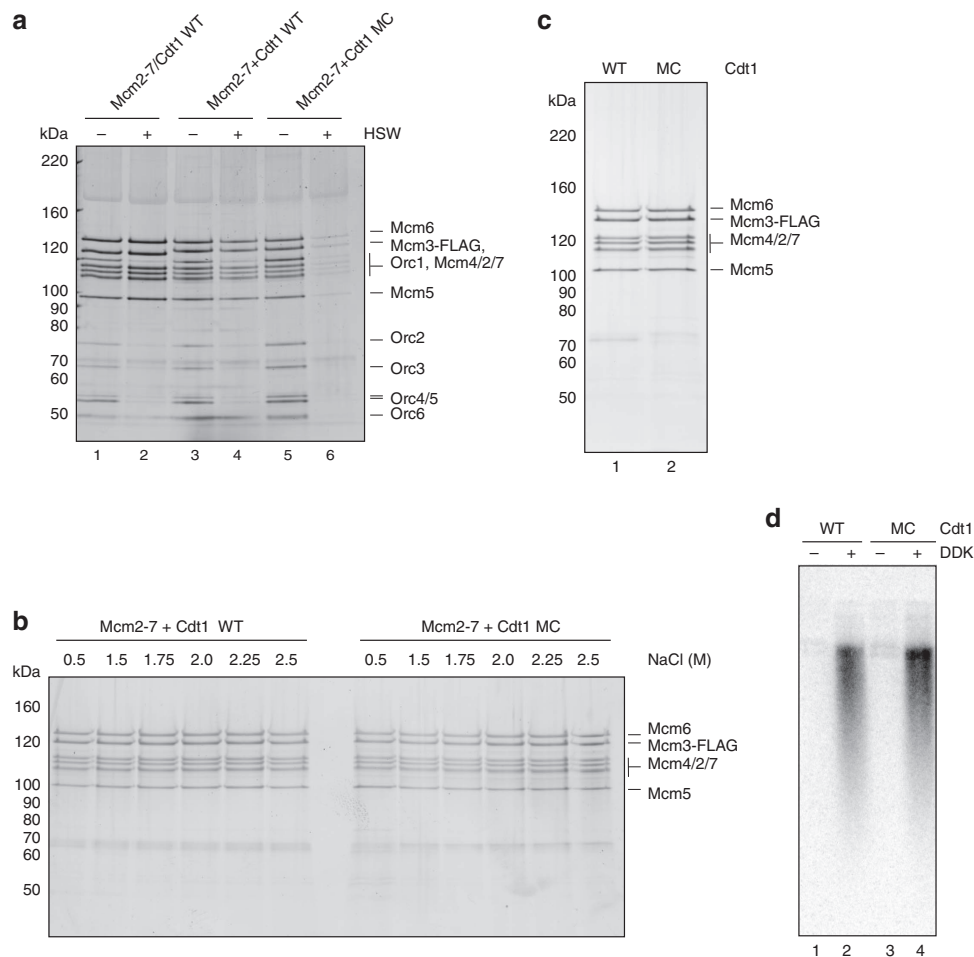 a
Mcm2-7/Cdt1 WT
Mcm2-7+Cdt1 WT
Mcm2-7+Cdt1 MC
kDa – + – + – + HSW
220
160
120
100
90
80
70
60
50
Mcm6
Mcm3-FLAG,
Orc1, Mcm4/2/7
Mcm5
Orc2
Orc3
Orc4/5
Orc6
1 2 3 4 5 6
c
WT MC Cdt1
kDa
220
160
120
100
90
80
70
60
50
Mcm6
Mcm3-FLAG
Mcm4/2/7
Mcm5
1 2
b
Mcm2-7 + Cdt1 WT Mcm2-7 + Cdt1 MC
0.5 1.5 1.75 2.0 2.25 2.5 0.5 1.5 1.75 2.0 2.25 2.5 NaCl (M)
kDa
160
120
100
90
80
70
60
50
Mcm6
Mcm3-FLAG
Mcm4/2/7
Mcm5
d
WT MC Cdt1
– + – + DDK
1 2 3 4